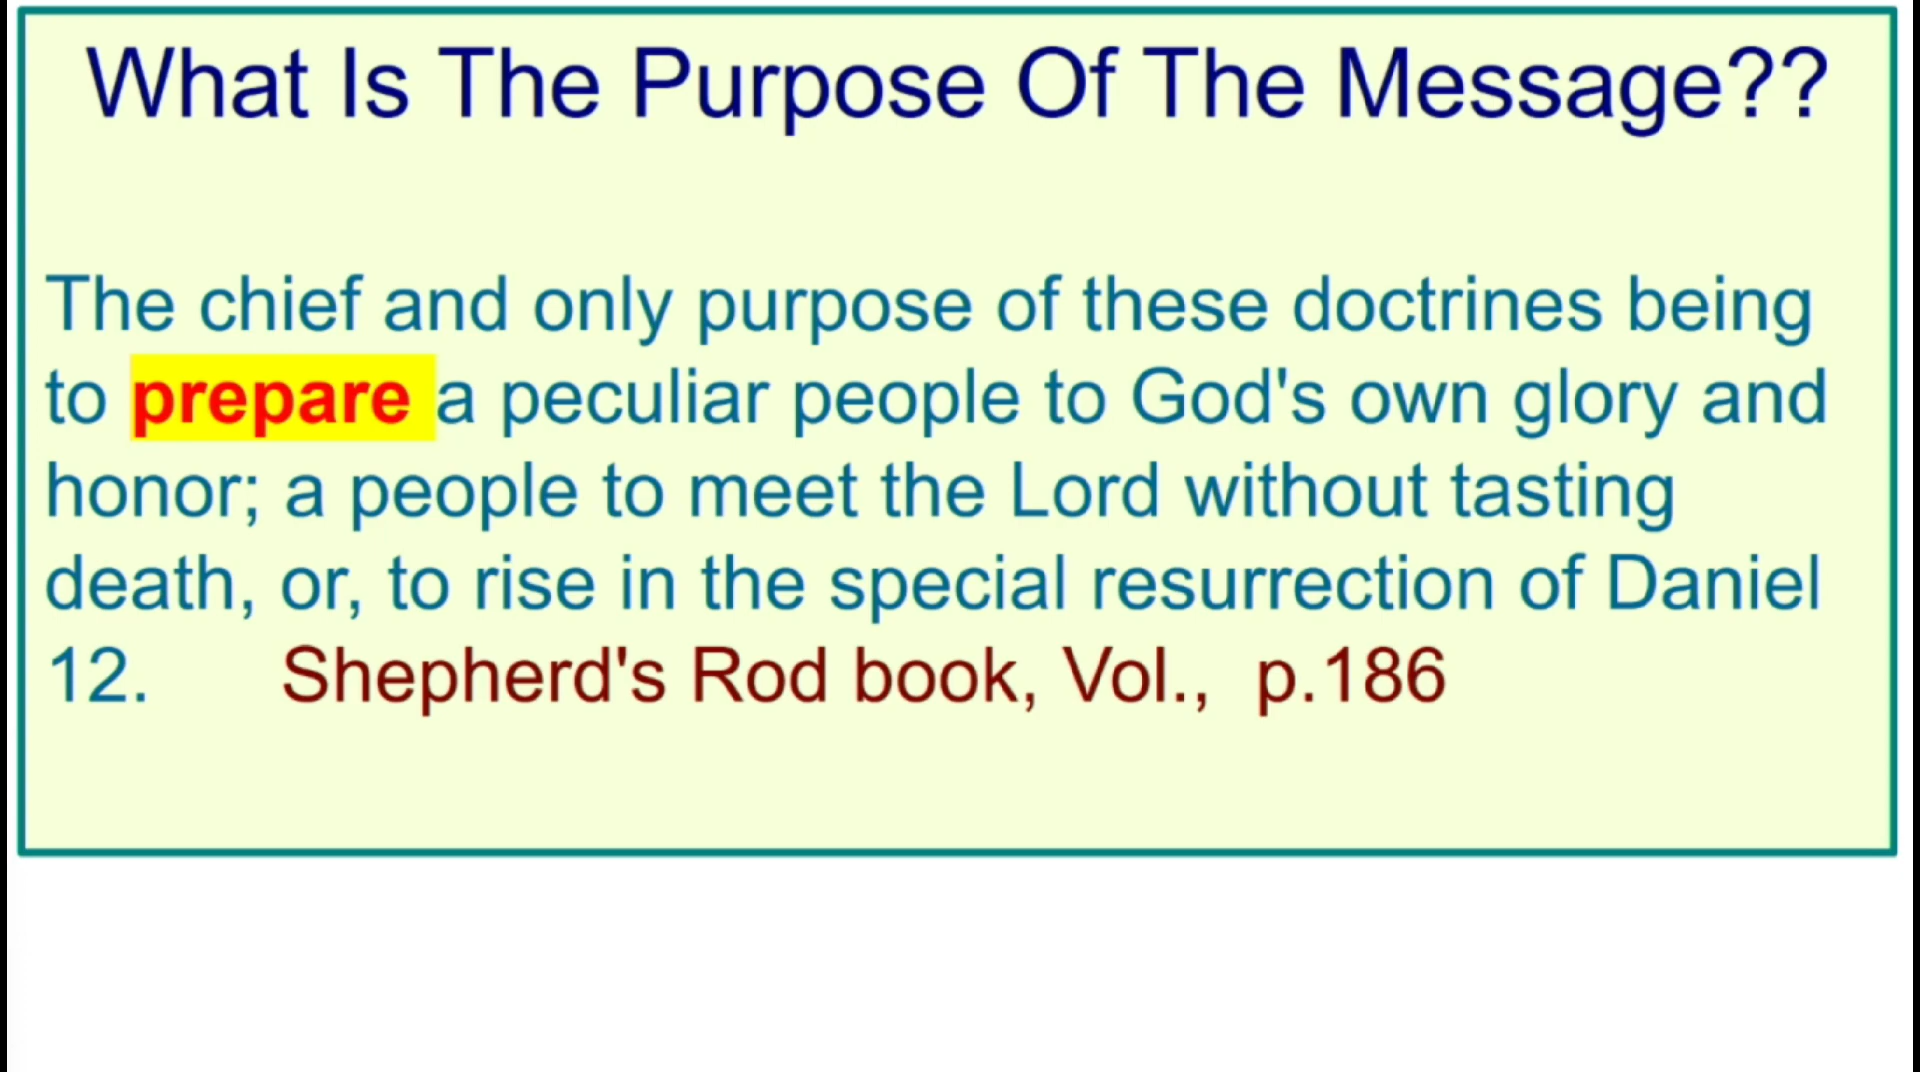 What Is The Purpose Of The Message??
The chief and only purpose of these doctrines being
to prepare a peculiar people to God's own glory and
honor; a people to meet the Lord without tasting
death, or, to rise in the special resurrection of Daniel
12. Shepherd's Rod book, Vol., p.186